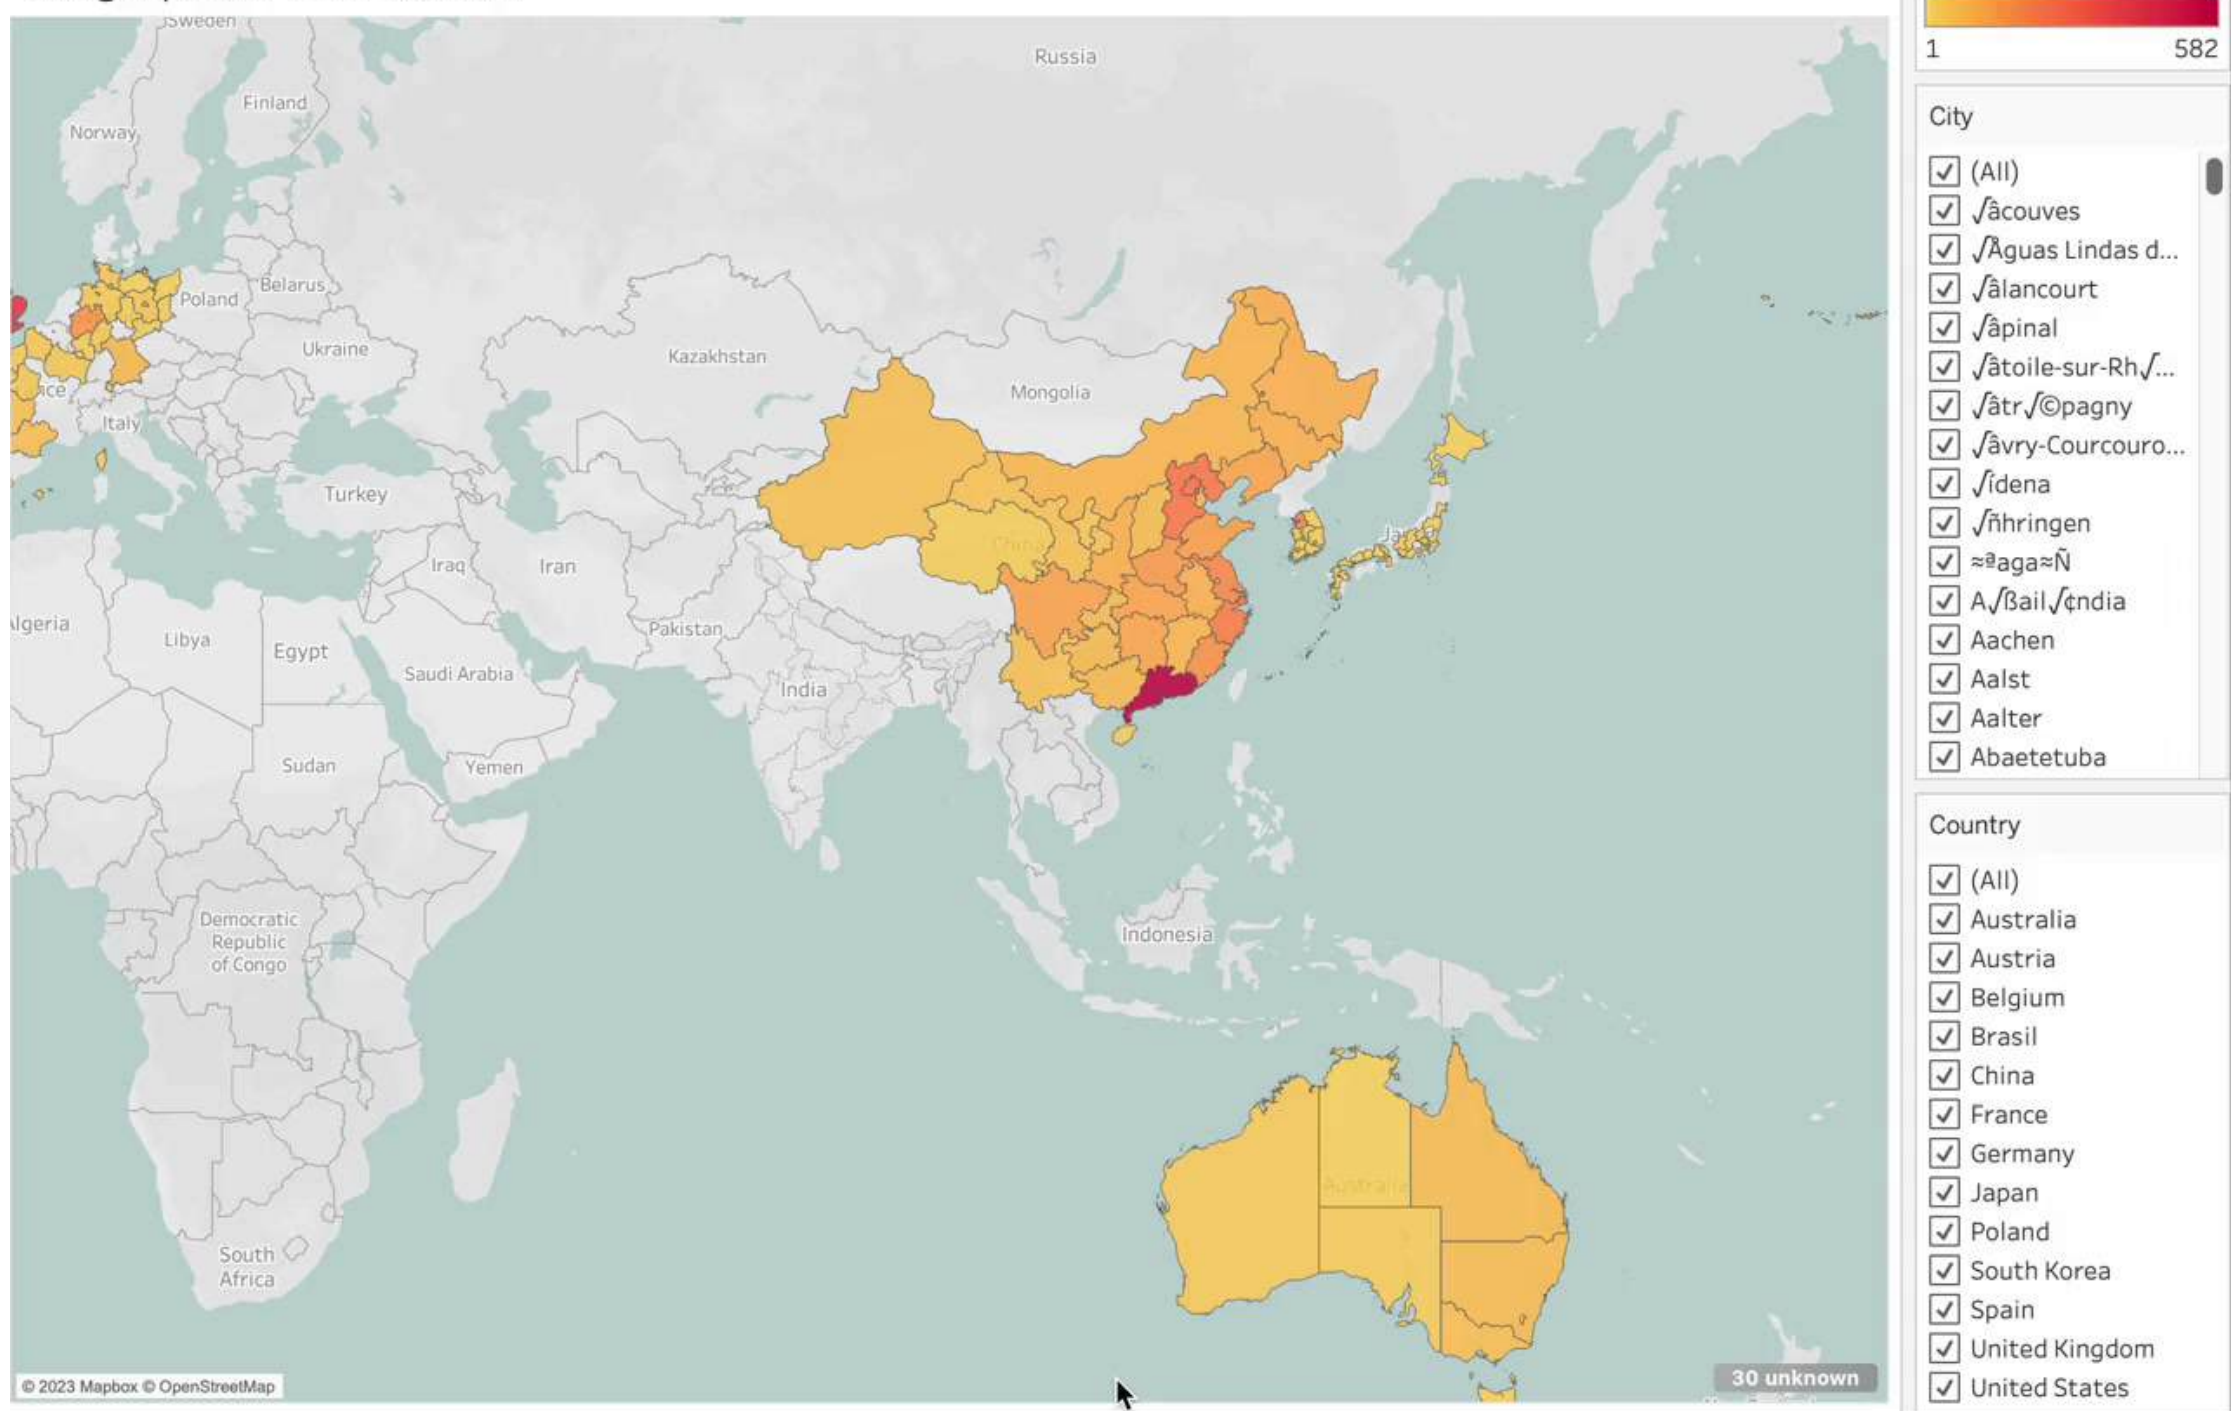 Sweden
Russia
Finland
Norway
Belarus
Poland
Ukraine
Kazakhstan
Mongolia
Italy
Turkey
China
Iraq
Iran
Libya
Egypt
Pakistan
Saudi Arabia
India
Sudan
Yemen
Democratic
Republic
of Congo
Indonesia
Australia
South
Africa
© 2023 Mapbox © OpenStreetMap
30 unknown
1 582
City
(All)
√âcouves
√Åguas Lindas d...
√âlancourt
√âpinal
√âtoile-sur-Rh√...
√âtr√©pagny
√âvry-Courcouro...
√ídena
√ñhringen
≈ªaga≈Ñ
A√ßail√¢ndia
Aachen
Aalst
Aalter
Abaetetuba
Country
(All)
Australia
Austria
Belgium
Brasil
China
France
Germany
Japan
Poland
South Korea
Spain
United Kingdom
United States